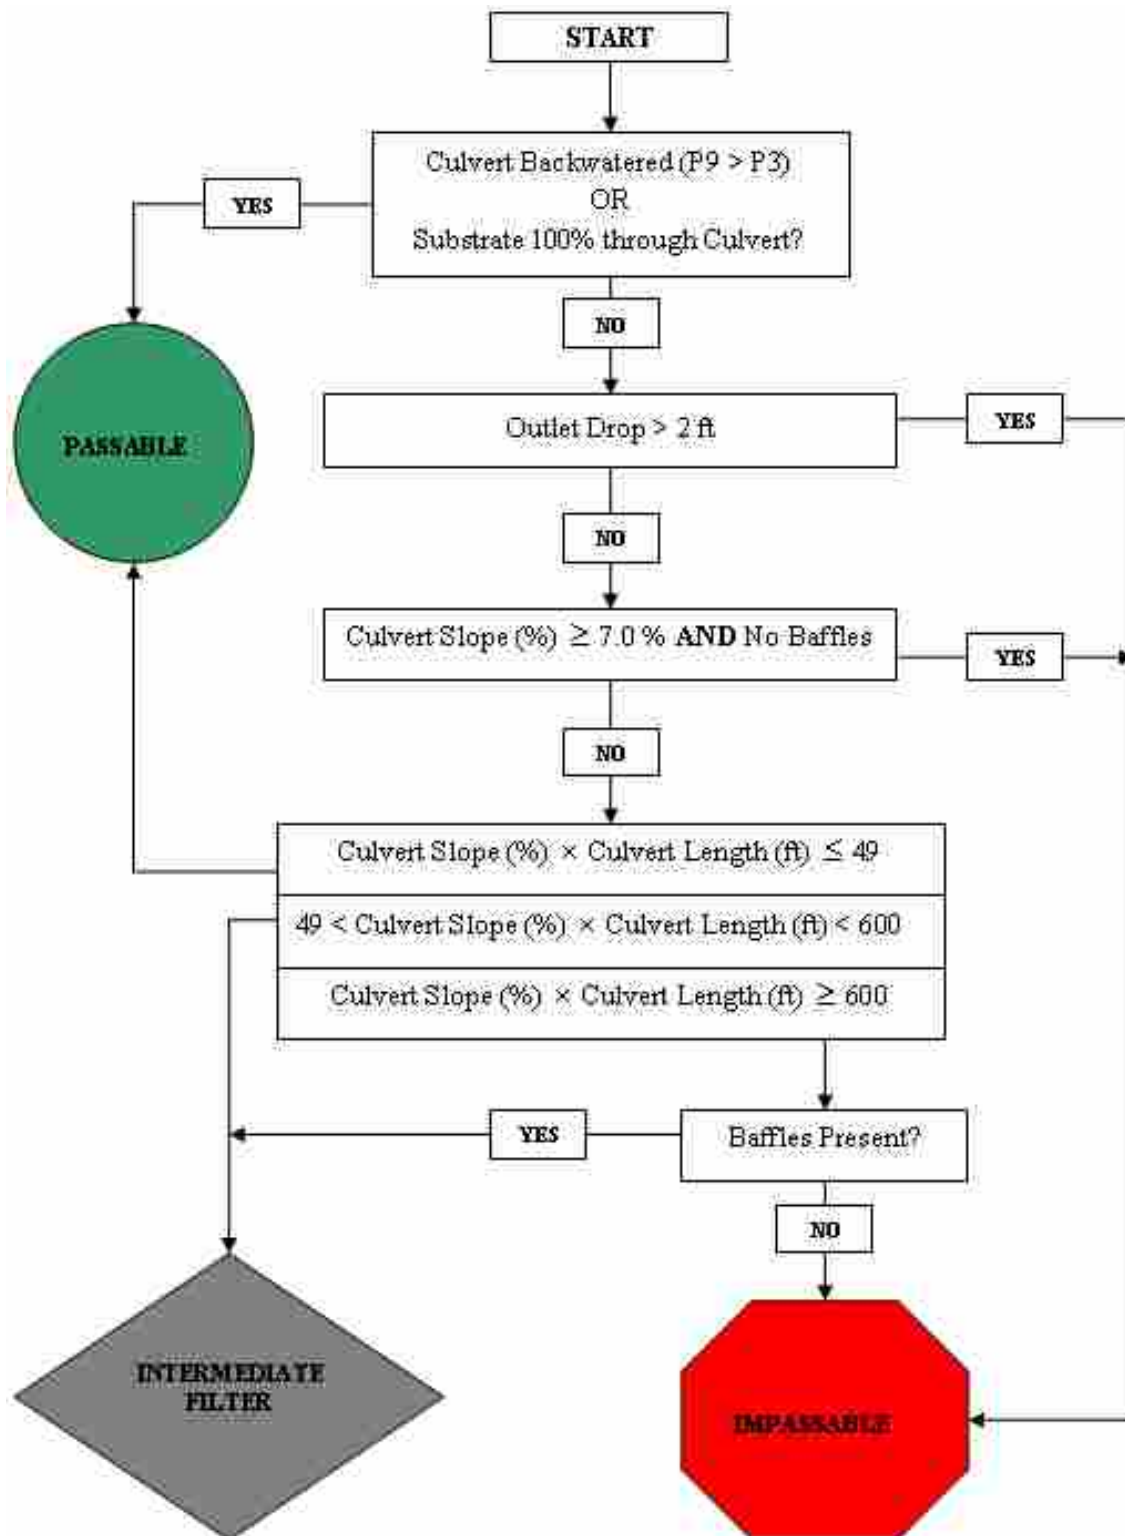 START
Culvert Backwatered (P9 > P3)
OR
Substrate 100% through Culvert?
YES
NO
PASSABLE
Outlet Drop > 2 ft
YES
NO
Culvert Slope (%) ≥ 7.0 % AND No Baffles
YES
NO
Culvert Slope (%) × Culvert Length (ft) ≤ 49
49 < Culvert Slope (%) × Culvert Length (ft) < 600
Culvert Slope (%) × Culvert Length (ft) ≥ 600
Baffles Present?
YES
NO
INTERMEDIATE
FILTER
IMPASSABLE